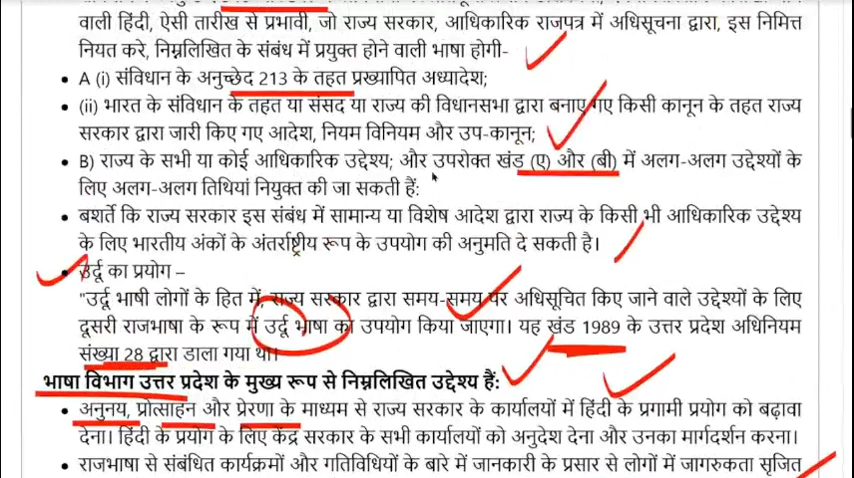 वाली हिंदी, ऐसी तारीख से प्रभावी, जो राज्य सरकार, आधिकारिक राजपत्र में अधिसूचना द्वारा, इस निमित्त
नियत करे, निम्नलिखित के संबंध में प्रयुक्त होने वाली भाषा होगी-
• A (i) संविधान के अनुच्छेद 213 के तहत प्रख्यापित अध्यादेश;
• (ii) भारत के संविधान के तहत या संसद या राज्य की विधानसभा द्वारा बनाए गए किसी कानून के तहत राज्य
सरकार द्वारा जारी किए गए आदेश, नियम विनियम और उप-कानून;
• B) राज्य के सभी या कोई आधिकारिक उद्देश्य; और उपरोक्त खंड (ए) और (बी) में अलग-अलग उद्देश्यों के
लिए अलग-अलग तिथियां नियुक्त की जा सकती हैं:
• बशर्ते कि राज्य सरकार इस संबंध में सामान्य या विशेष आदेश द्वारा राज्य के किसी भी आधिकारिक उद्देश्य
के लिए भारतीय अंकों के अंतर्राष्ट्रीय रूप के उपयोग की अनुमति दे सकती है।
• उर्दू का प्रयोग –
"उर्दू भाषी लोगों के हित में, राज्य सरकार द्वारा समय-समय पर अधिसूचित किए जाने वाले उद्देश्यों के लिए
दूसरी राजभाषा के रूप में उर्दू भाषा का उपयोग किया जाएगा। यह खंड 1989 के उत्तर प्रदेश अधिनियम
संख्या 28 द्वारा डाला गया था।
भाषा विभाग उत्तर प्रदेश के मुख्य रूप से निम्नलिखित उद्देश्य हैं:
• अनुनय, प्रोत्साहन और प्रेरणा के माध्यम से राज्य सरकार के कार्यालयों में हिंदी के प्रगामी प्रयोग को बढ़ावा
देना। हिंदी के प्रयोग के लिए केंद्र सरकार के सभी कार्यालयों को अनुदेश देना और उनका मार्गदर्शन करना।
• राजभाषा से संबंधित कार्यक्रमों और गतिविधियों के बारे में जानकारी के प्रसार से लोगों में जागरुकता सृजित